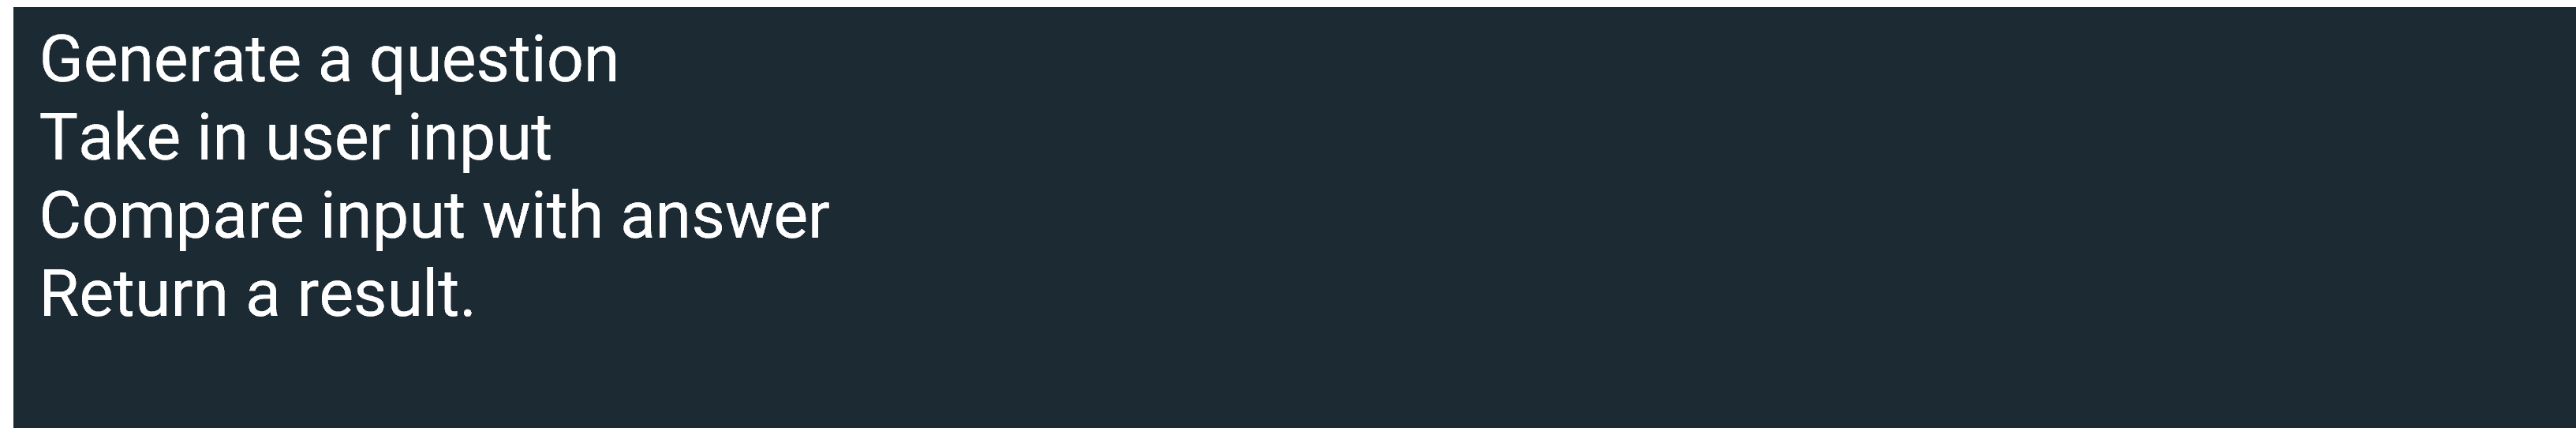 Generate a question
Take in user input
Compare input with answer
Return a result.